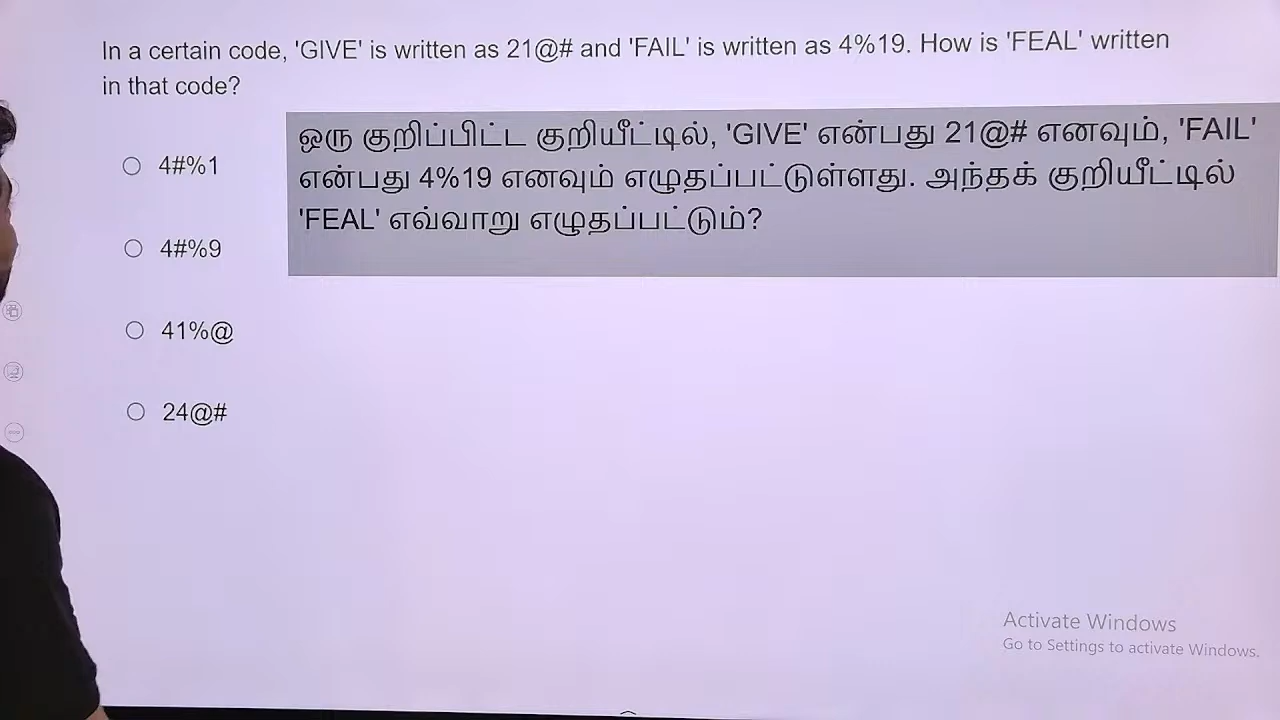 In a certain code, 'GIVE' is written as 21@# and 'FAIL' is written as 4%19. How is 'FEAL' written
in that code?
ஒரு குறிப்பிட்ட குறியீட்டில், 'GIVE' என்பது 21@# எனவும், 'FAIL'
என்பது 4%19 எனவும் எழுதப்பட்டுள்ளது. அந்தக் குறியீட்டில்
'FEAL' எவ்வாறு எழுதப்பட்டும்?
4#%1
4#%9
41%@
24@#
Activate Windows
Go to Settings to activate Windows.